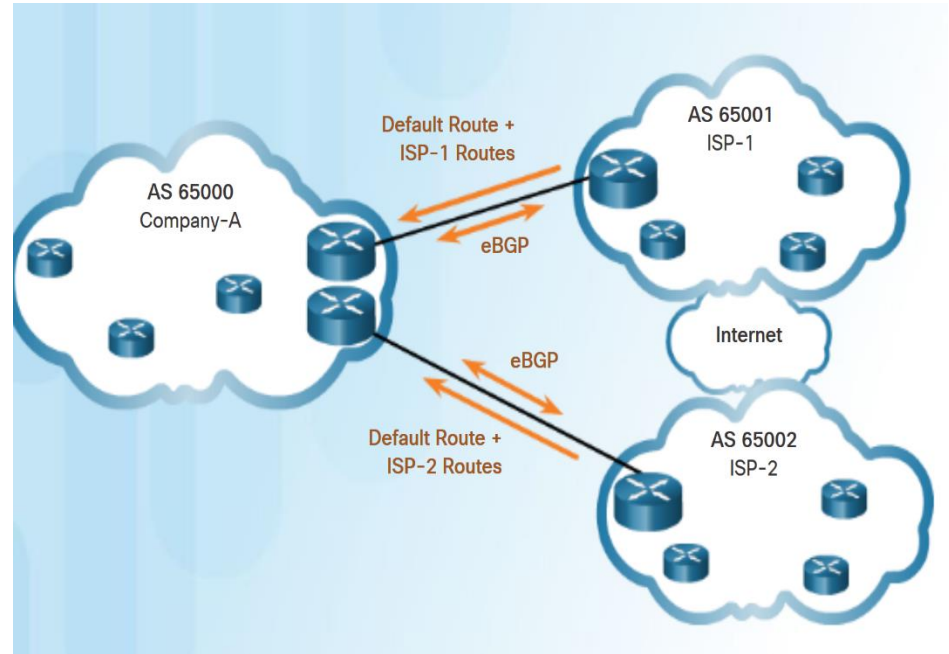 AS 65001
ISP-1
Default Route +
ISP-1 Routes
AS 65000
Company-A
eBGP
Internet
eBGP
Default Route +
ISP-2 Routes
AS 65002
ISP-2